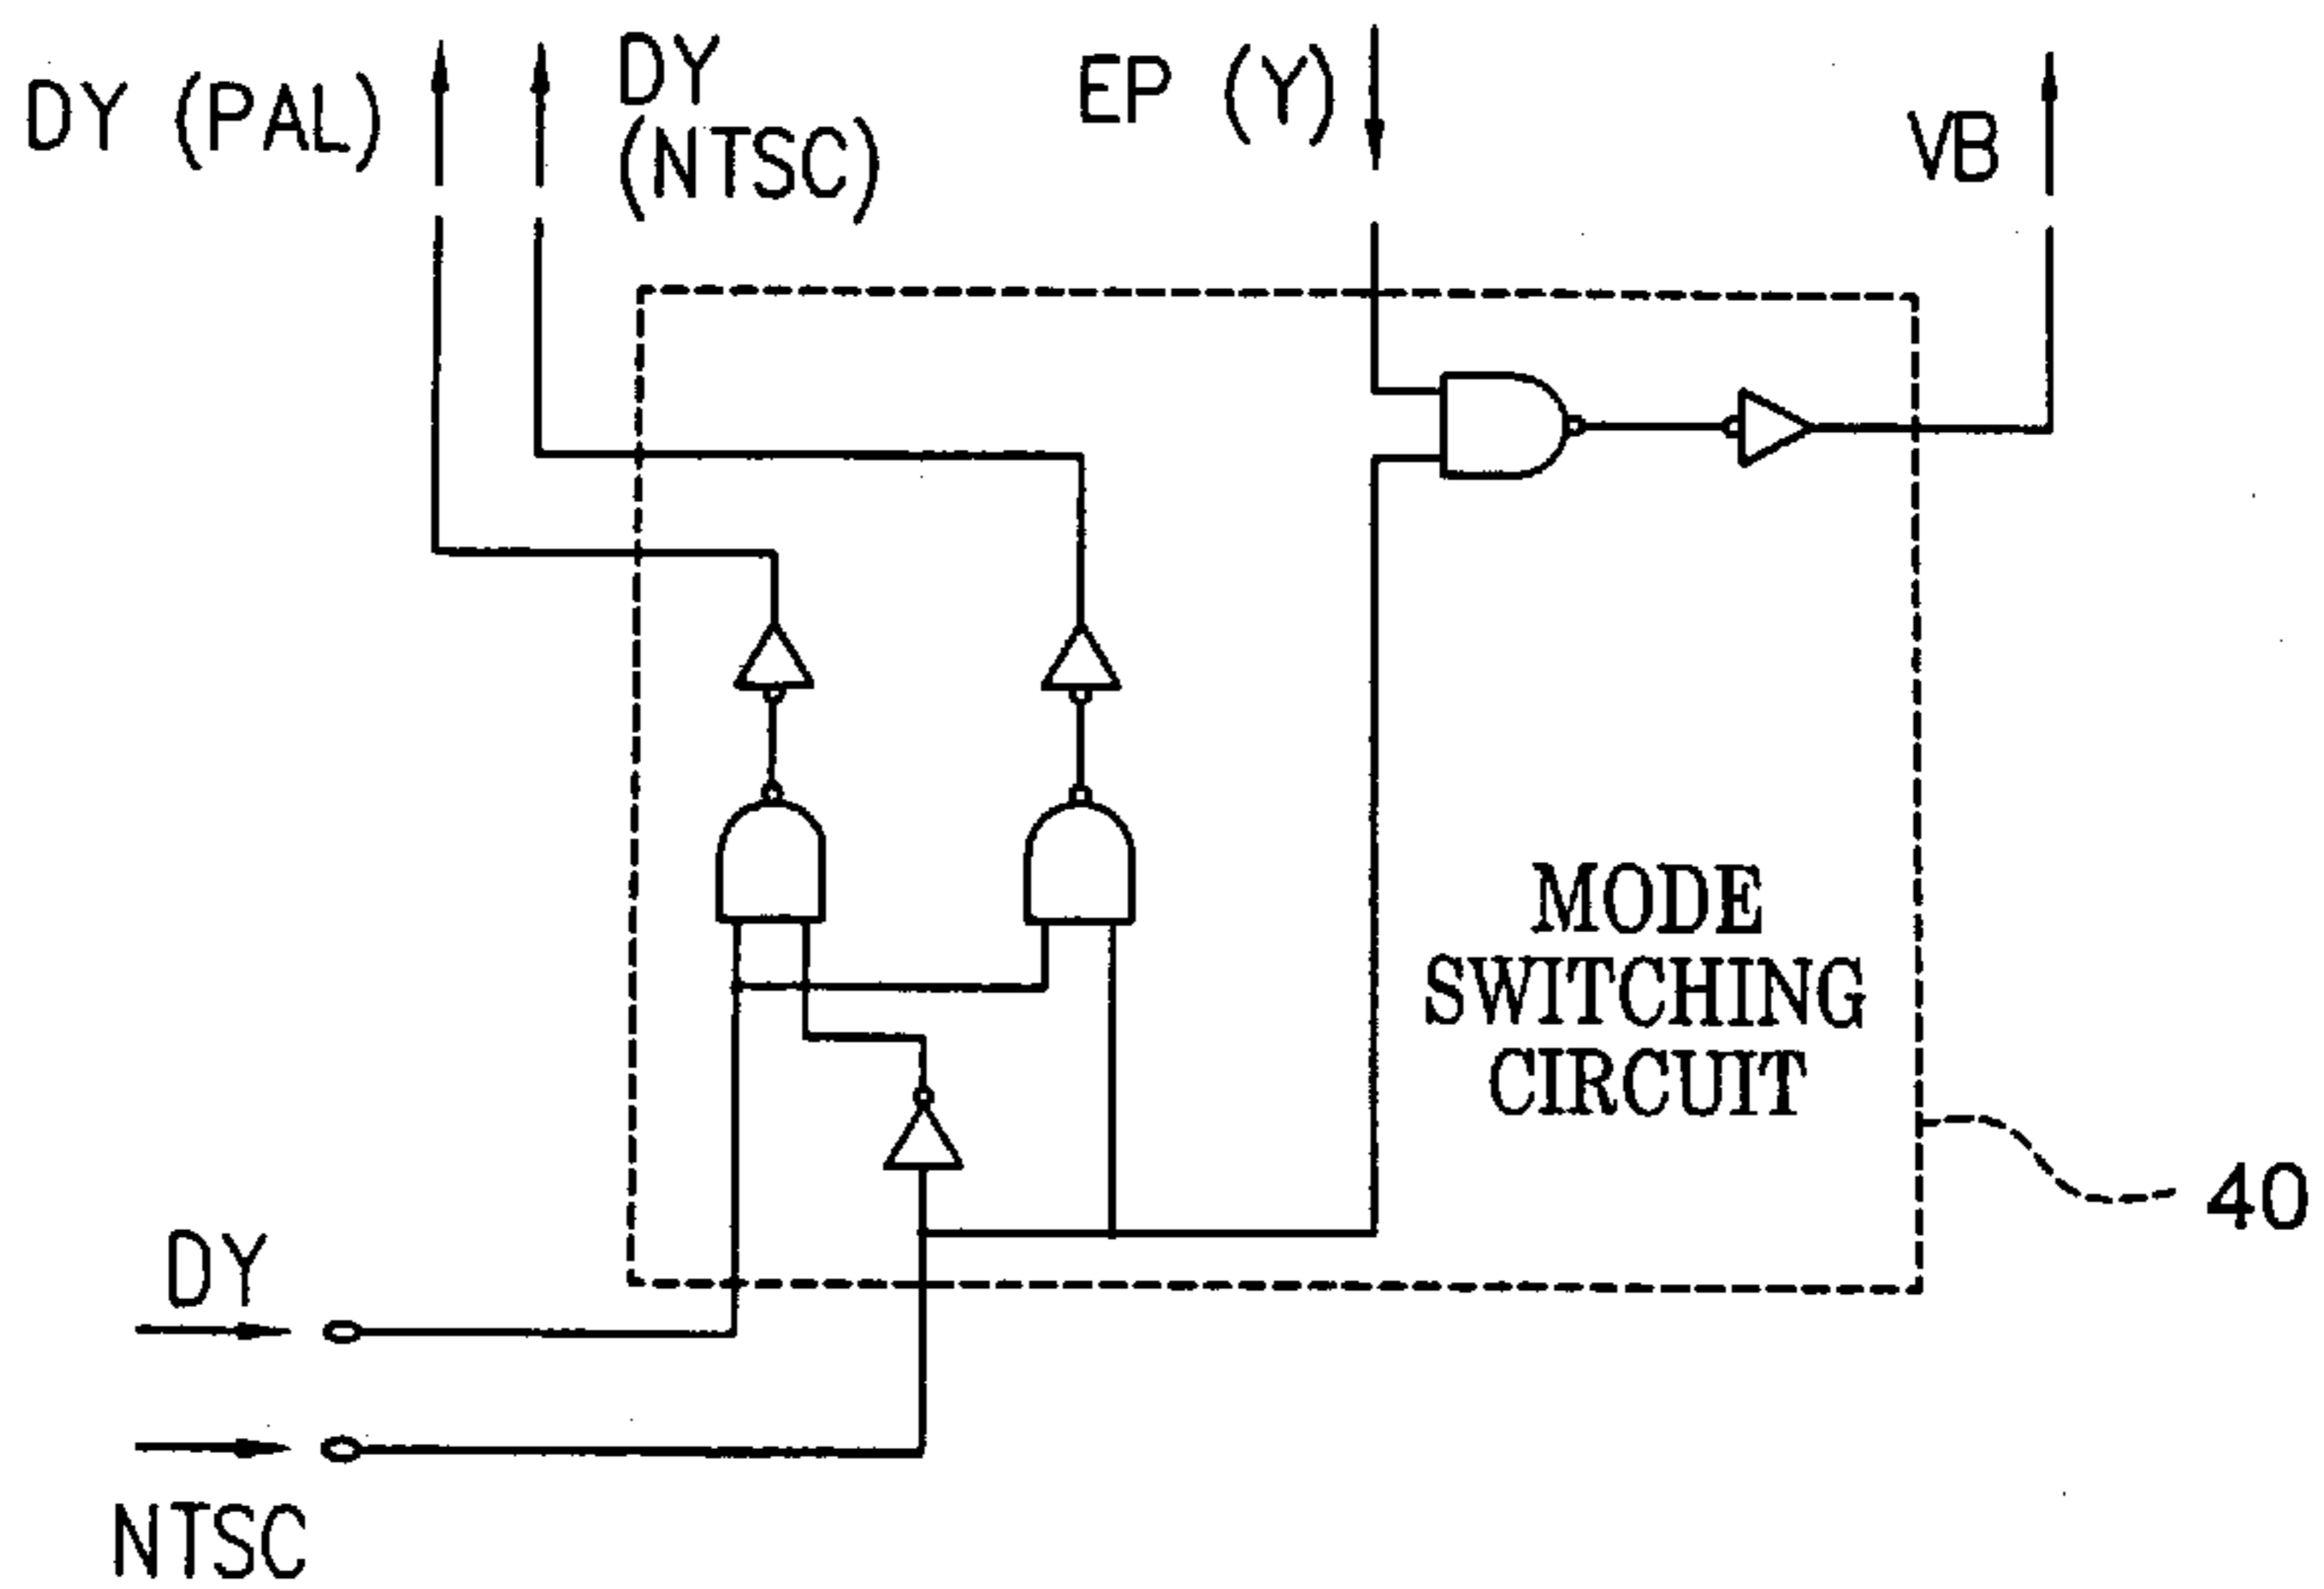 DY (PAL)
DY
(NTSC)
EP (Y)
VB
MODE
SWITCHING
CIRCUIT
40
DY
NTSC